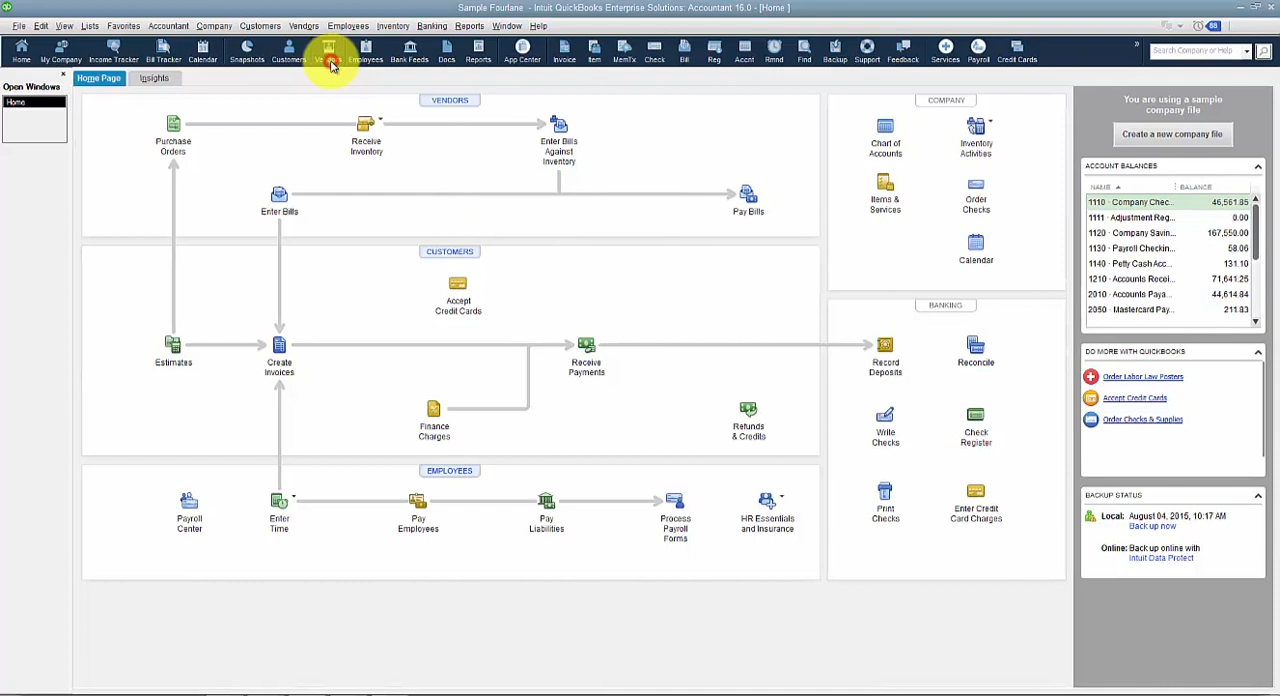 Sample Fourlane - Intuit QuickBooks Enterprise Solutions: Accountant 16.0 - [Home ]
File Edit View Lists Favorites Accountant Company Customers Vendors Employees Inventory Banking Reports Window Help
88
Home My Company Income Tracker Bill Tracker Calendar Snapshots Customers Vendors Employees Bank Feeds Docs Reports App Center Invoice Item MemTx Check Bill Reg Accnt Rmnd Find Backup Support Feedback Services Payroll Credit Cards
Search Company or Help
Open Windows
Home
Home Page Insights
VENDORS
Purchase
Orders
Receive
Inventory
Enter Bills
Against
Inventory
Enter Bills
Pay Bills
CUSTOMERS
Accept
Credit Cards
Estimates
Create
Invoices
Receive
Payments
Finance
Charges
Refunds
& Credits
EMPLOYEES
Payroll
Center
Enter
Time
Pay
Employees
Pay
Liabilities
Process
Payroll
Forms
HR Essentials
and Insurance
COMPANY
Chart of
Accounts
Inventory
Activities
Items &
Services
Order
Checks
Calendar
BANKING
Record
Deposits
Reconcile
Write
Checks
Check
Register
Print
Checks
Enter Credit
Card Charges
You are using a sample
company file
Create a new company file
ACCOUNT BALANCES
NAME BALANCE
1110 · Company Chec... 46,561.85
1111 · Adjustment Reg... 0.00
1120 · Company Savin... 167,550.00
1130 · Payroll Checkin... 58.06
1140 · Petty Cash Acc... 131.10
1210 · Accounts Recei... 71,641.25
2010 · Accounts Paya... 44,614.84
2050 · Mastercard Pay... 211.83
DO MORE WITH QUICKBOOKS
Order Labor Law Posters
Accept Credit Cards
Order Checks & Supplies
BACKUP STATUS
Local: August 04, 2015, 10:17 AM
Back up now
Online: Back up online with
Intuit Data Protect